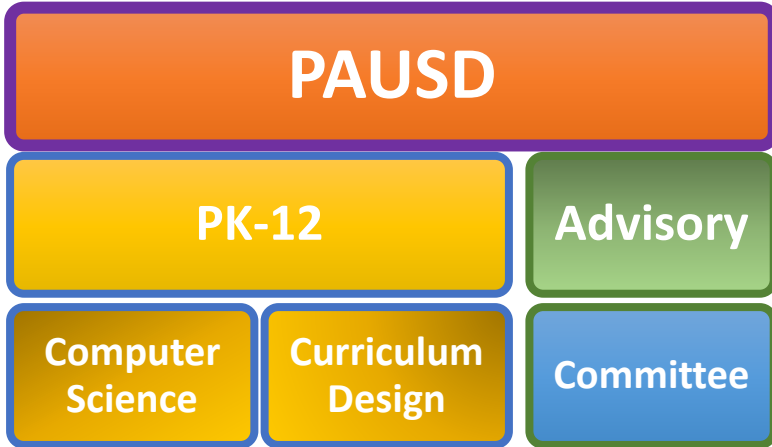 PAUSD
PK-12
Advisory
Computer
Science
Curriculum
Design
Committee